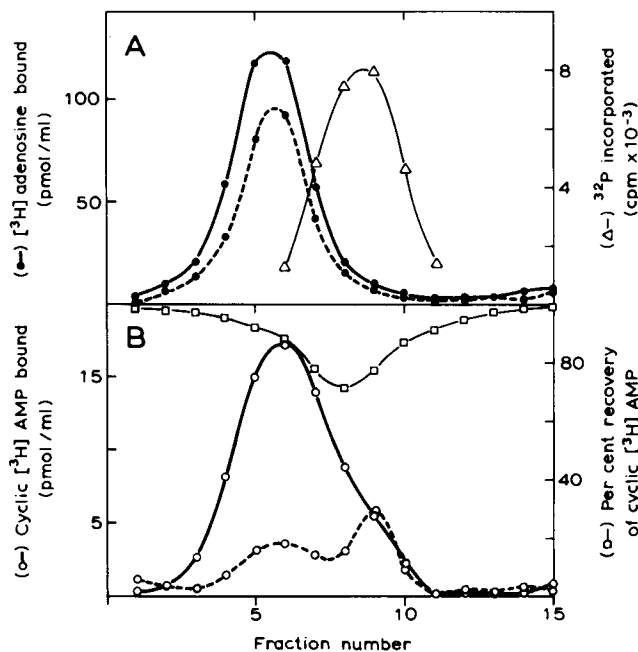 A
100
50
(●–) [³H] adenosine bound
(pmol/ml)
8
4
(Δ–) ³²P incorporated
(cpm x 10⁻³)
B
15
5
(o–) Cyclic [³H] AMP bound
(pmol/ml)
80
40
(□–) Per cent recovery
of cyclic [³H] AMP
5
10
15
Fraction number